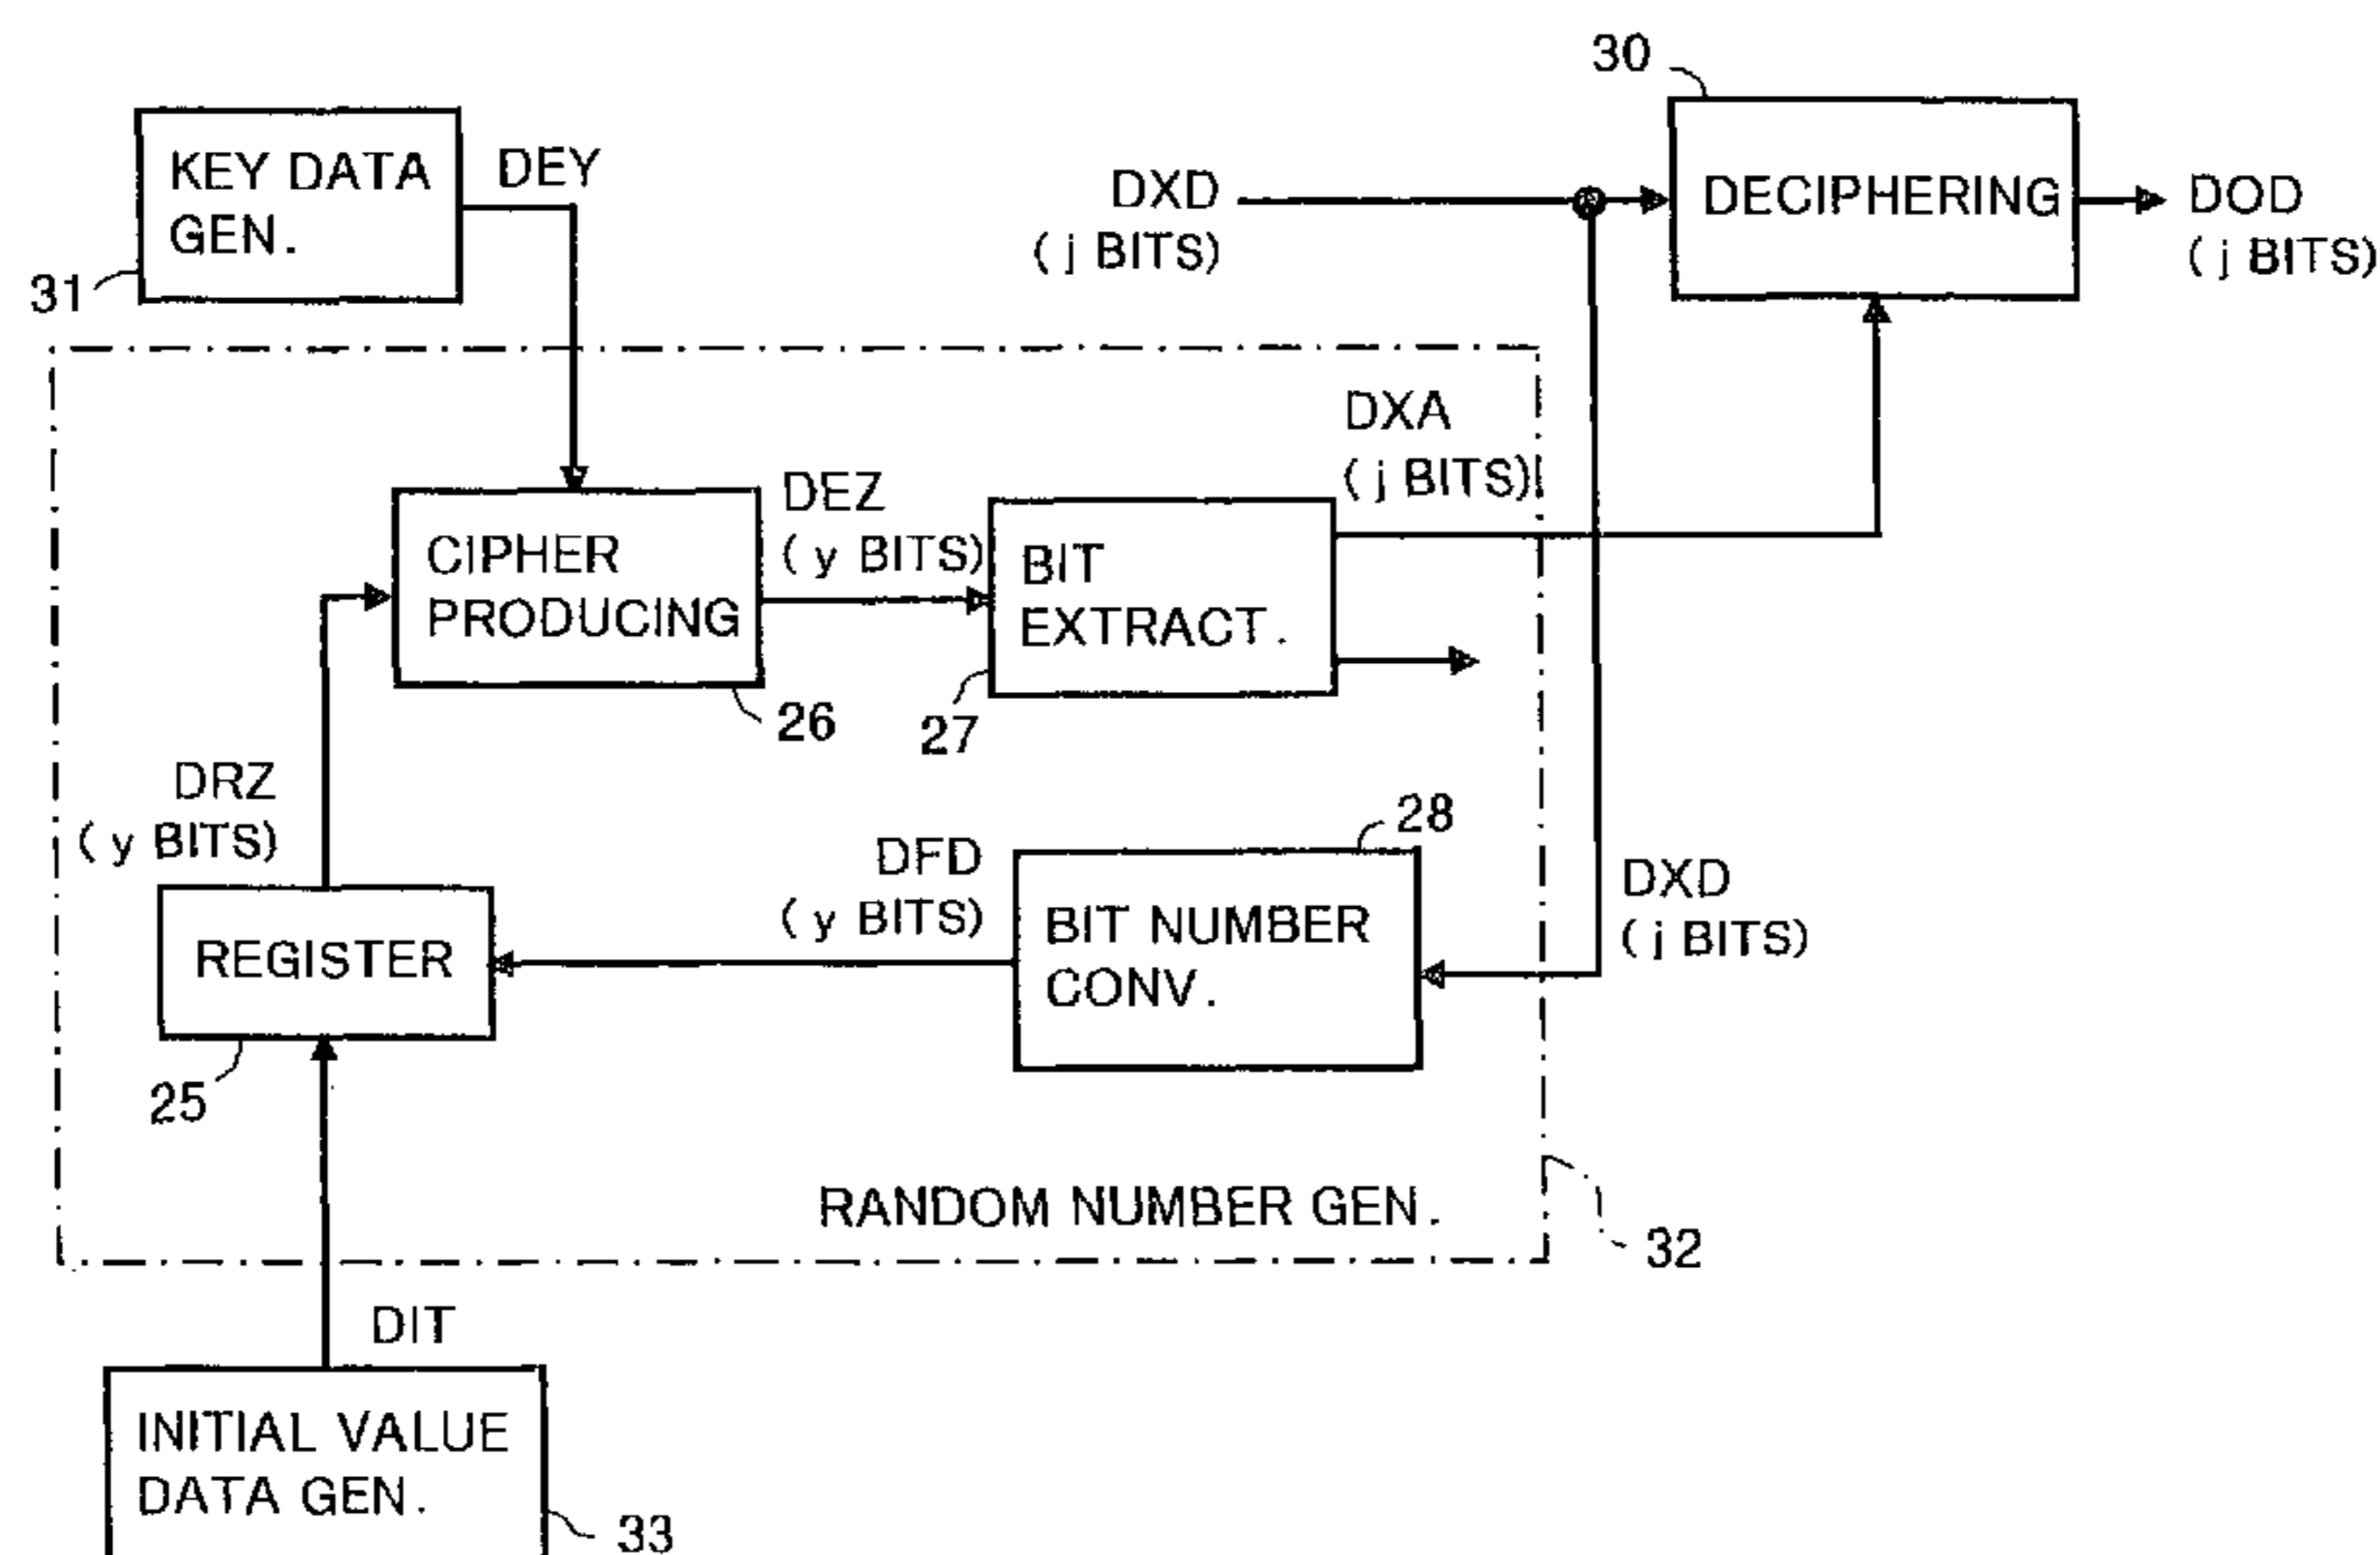 30
KEY DATA
GEN.
DEY
31
DXD
( j BITS)
DECIPHERING
DOD
( j BITS)
DXA
( j BITS)
CIPHER
PRODUCING
26
DEZ
( y BITS)
BIT
EXTRACT.
27
DRZ
( y BITS)
28
DFD
( y BITS)
BIT NUMBER
CONV.
DXD
( j BITS)
REGISTER
25
RANDOM NUMBER GEN.
32
DIT
INITIAL VALUE
DATA GEN.
33